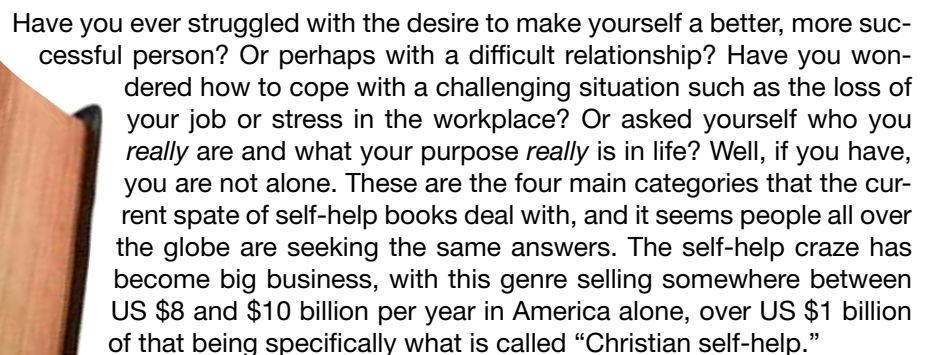 Have you ever struggled with the desire to make yourself a better, more suc-
cessful person? Or perhaps with a difficult relationship? Have you won-
dered how to cope with a challenging situation such as the loss of
your job or stress in the workplace? Or asked yourself who you
really are and what your purpose really is in life? Well, if you have,
you are not alone. These are the four main categories that the cur-
rent spate of self-help books deal with, and it seems people all over
the globe are seeking the same answers. The self-help craze has
become big business, with this genre selling somewhere between
US $8 and $10 billion per year in America alone, over US $1 billion
of that being specifically what is called “Christian self-help.”